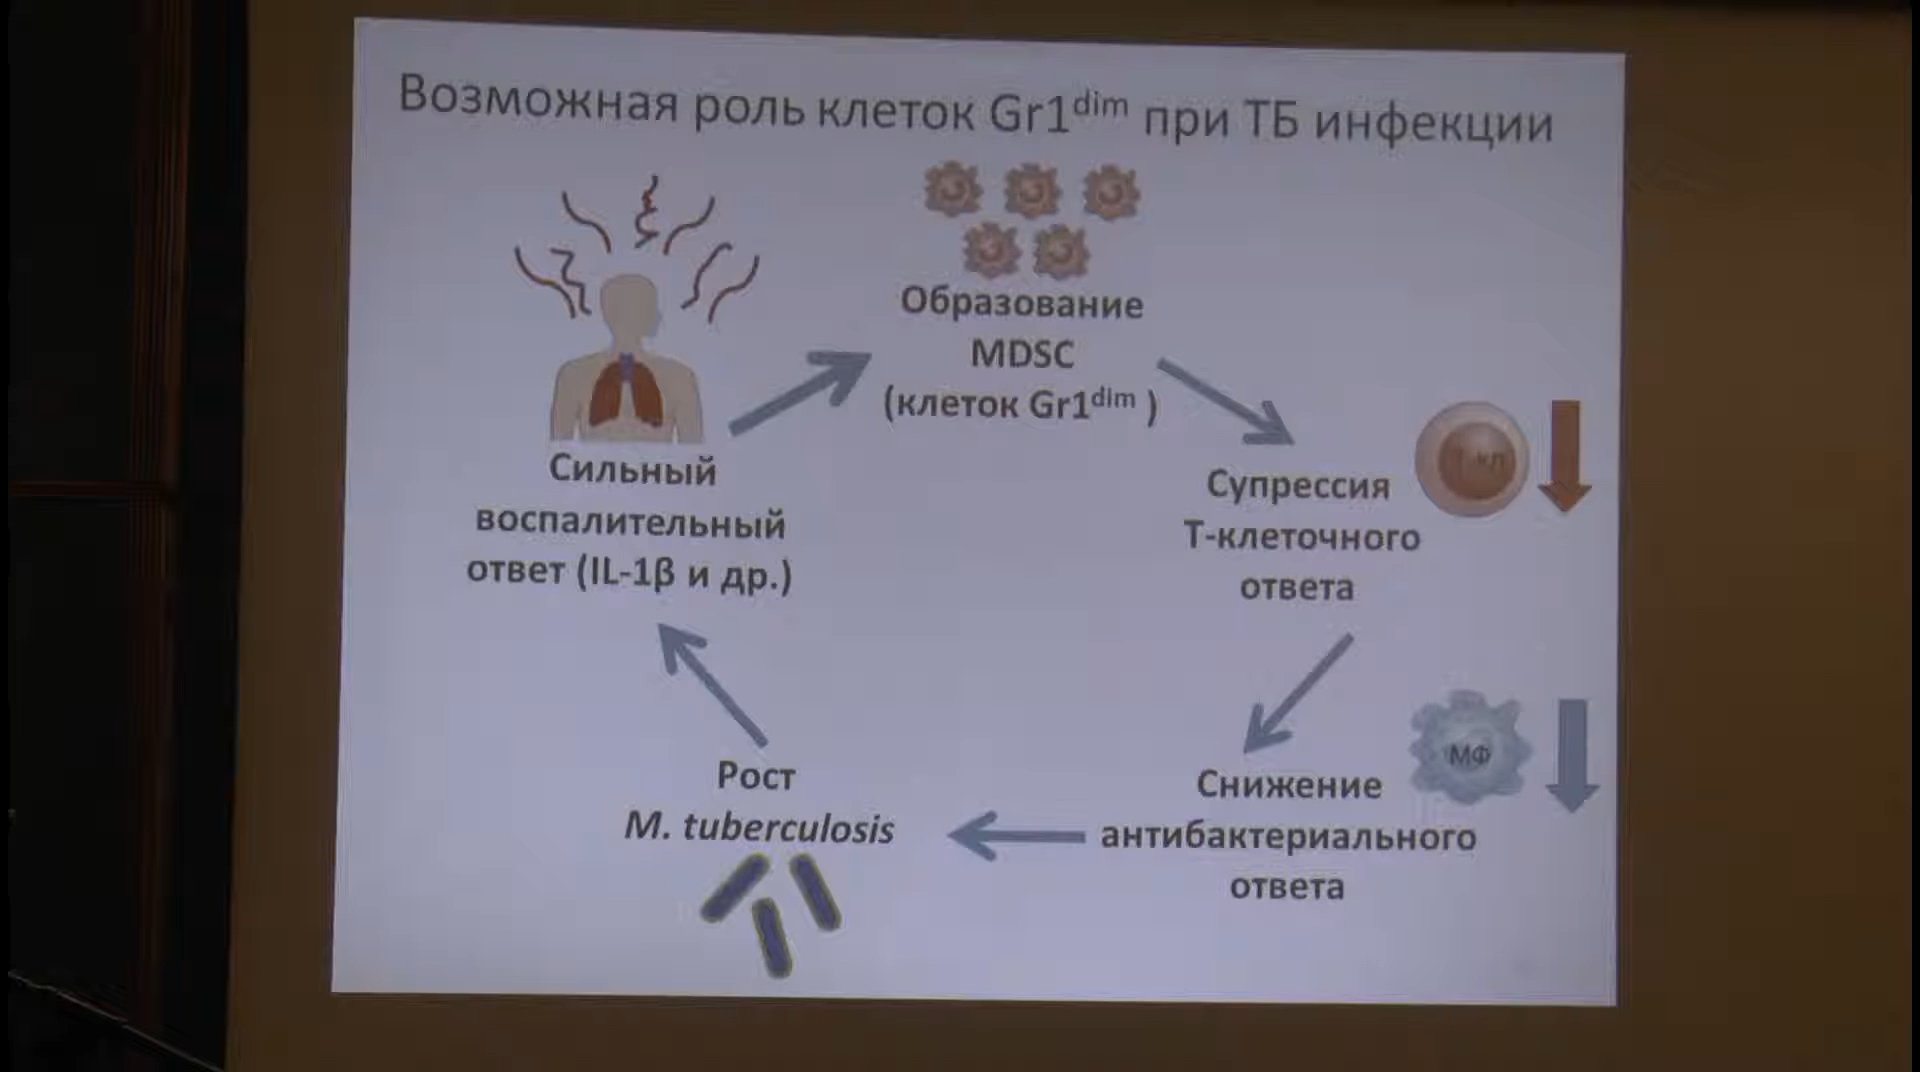 Возможная роль клеток Gr1dim при ТБ инфекции
Образование
MDSC
(клеток Gr1dim )
Сильный
воспалительный
ответ (IL-1β и др.)
Т-кл
Супрессия
Т-клеточного
ответа
МФ
Снижение
антибактериального
ответа
Рост
M. tuberculosis